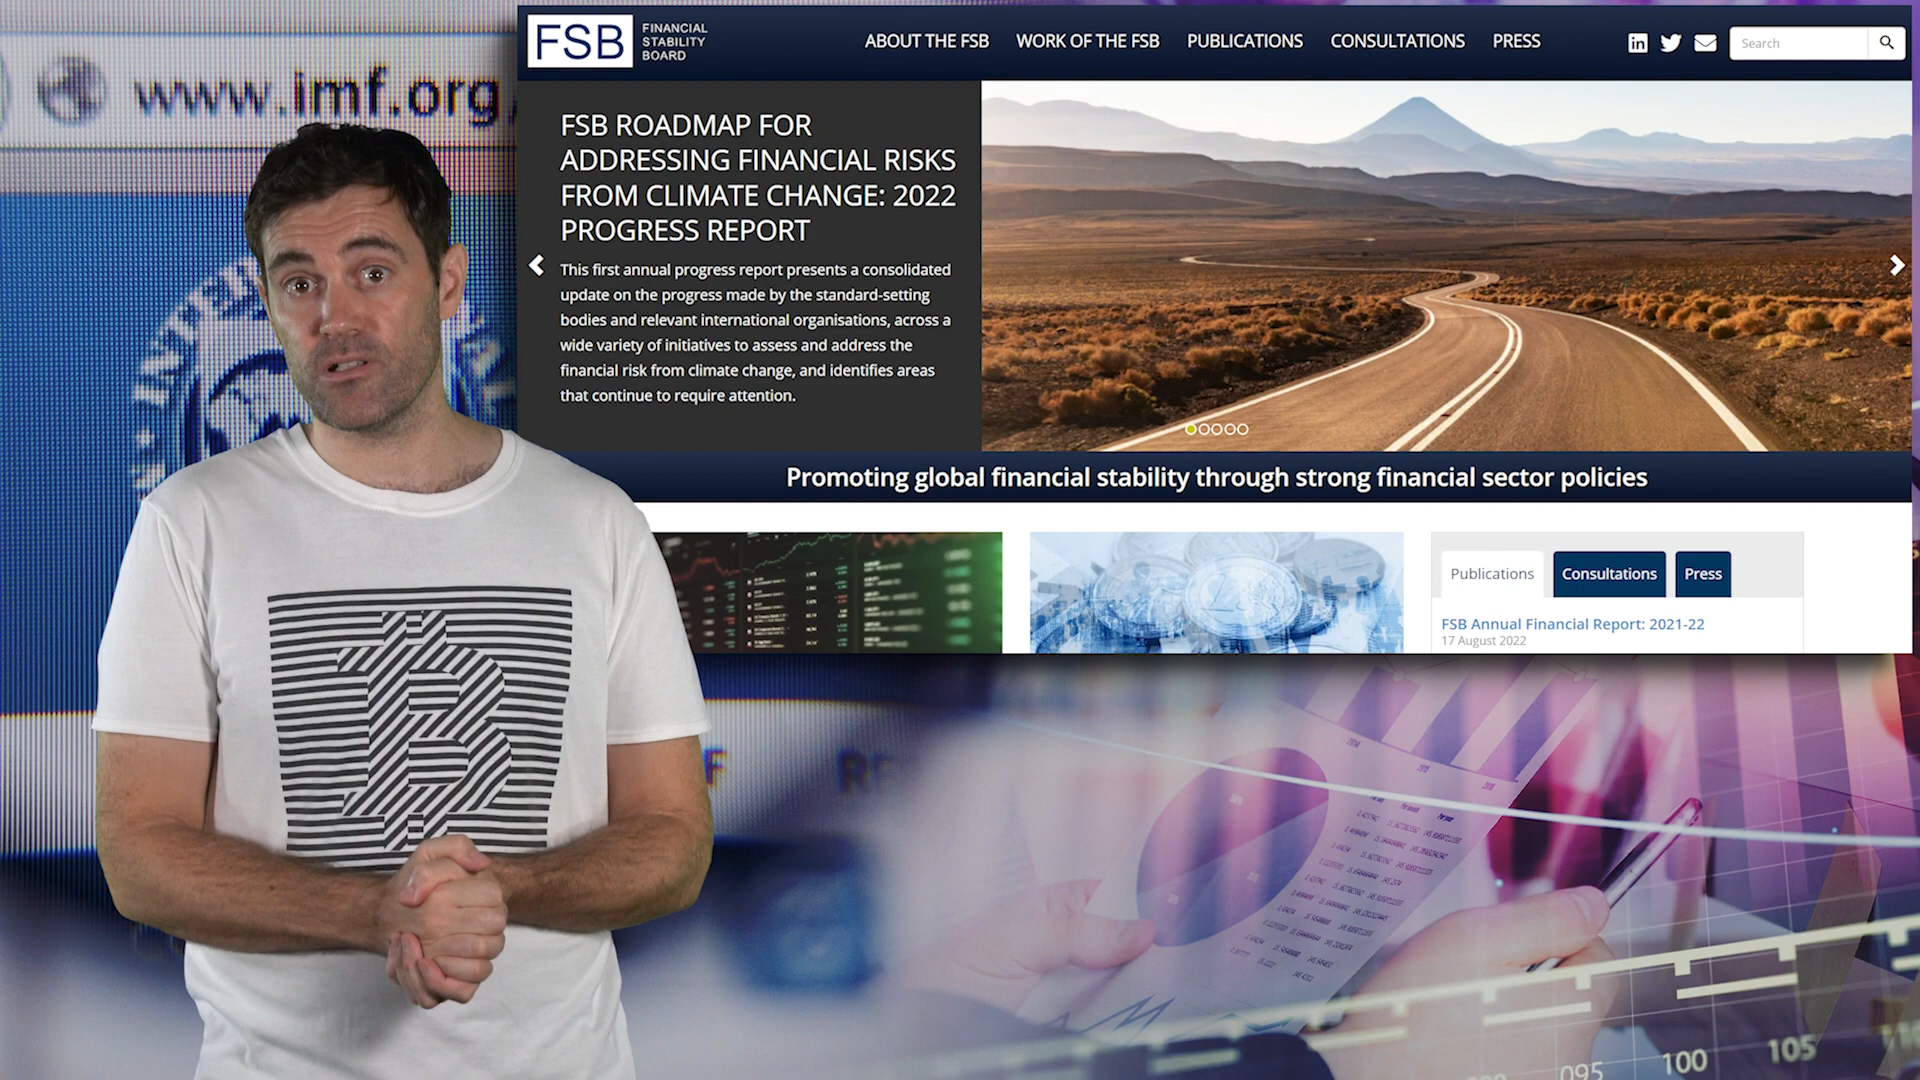 www.imf.org
FSB
FINANCIAL
STABILITY
BOARD
ABOUT THE FSB
WORK OF THE FSB
PUBLICATIONS
CONSULTATIONS
PRESS
Search
FSB ROADMAP FOR
ADDRESSING FINANCIAL RISKS
FROM CLIMATE CHANGE: 2022
PROGRESS REPORT
This first annual progress report presents a consolidated
update on the progress made by the standard-setting
bodies and relevant international organisations, across a
wide variety of initiatives to assess and address the
financial risk from climate change, and identifies areas
that continue to require attention.
Promoting global financial stability through strong financial sector policies
Publications
Consultations
Press
FSB Annual Financial Report: 2021-22
17 August 2022
095
100
105